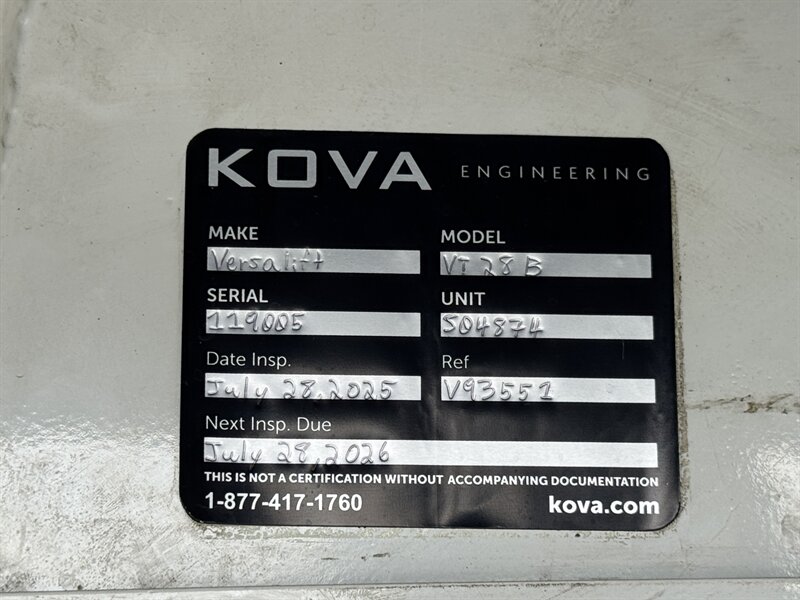 KOVA ENGINEERING
MAKE MODEL
Versalift VT 28 B
SERIAL UNIT
119005 504874
Date Insp. Ref
July 28, 2025 V93551
Next Insp. Due
July 28, 2026
THIS IS NOT A CERTIFICATION WITHOUT ACCOMPANYING DOCUMENTATION
1-877-417-1760 kova.com